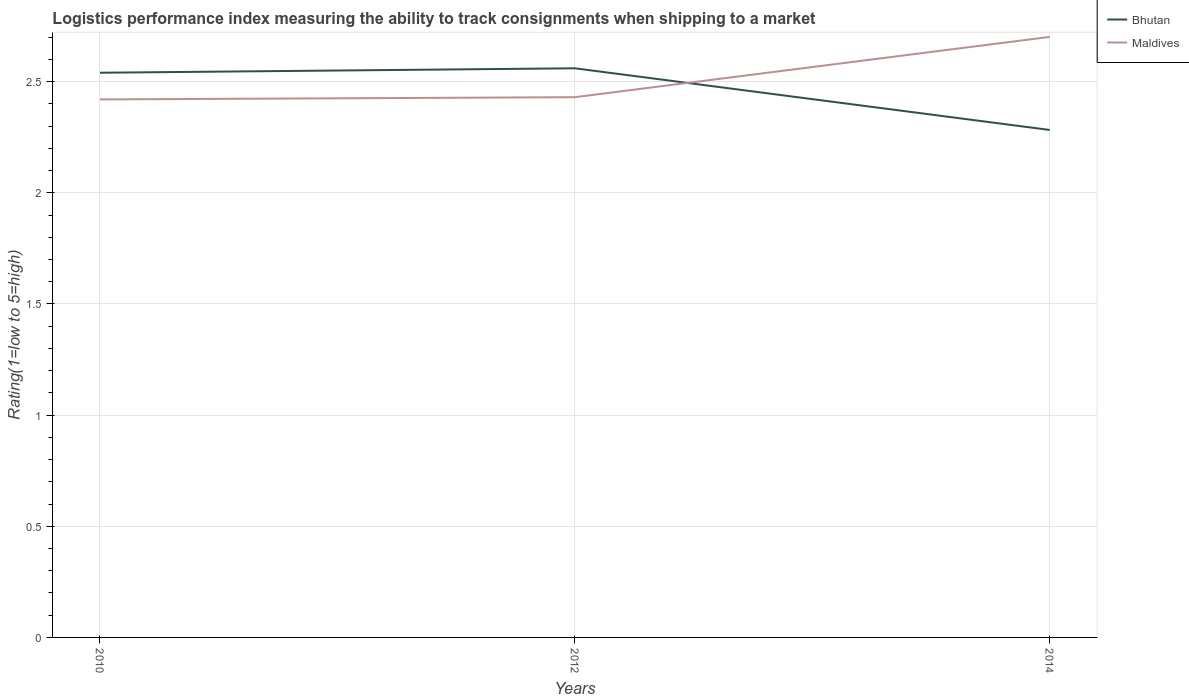 Logistics performance index measuring the ability to track consignments when shipping to a market
Bhutan
Maldives
Rating(1=low to 5=high)
2.5
2
1.5
1
0.5
0
2010
2012
2014
Years